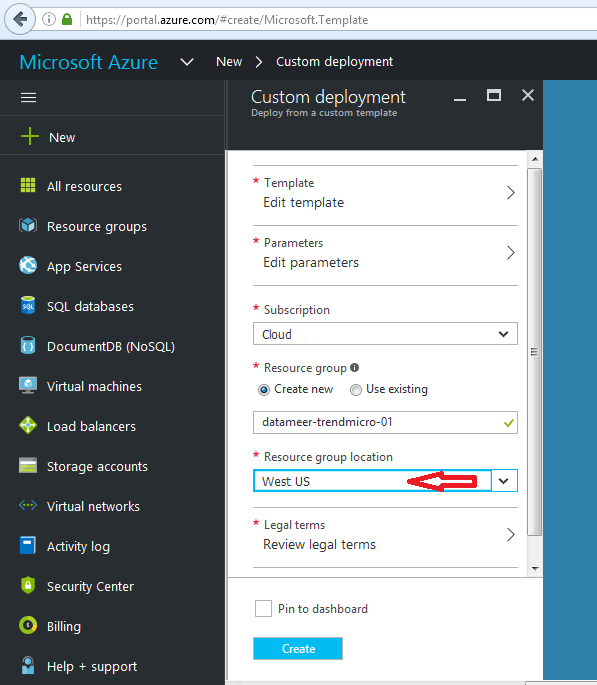 https://portal.azure.com/#create/Microsoft.Template
Microsoft Azure New > Custom deployment
New
All resources
Resource groups
App Services
SQL databases
DocumentDB (NoSQL)
Virtual machines
Load balancers
Storage accounts
Virtual networks
Activity log
Security Center
Billing
Help + support
Custom deployment
Deploy from a custom template
* Template
Edit template
* Parameters
Edit parameters
* Subscription
Cloud
* Resource group
Create new Use existing
datameer-trendmicro-01
* Resource group location
West US
* Legal terms
Review legal terms
Pin to dashboard
Create